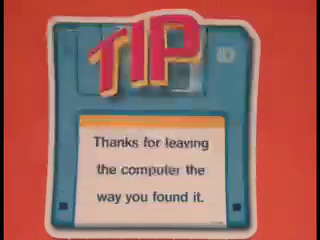 TIP
Thanks for leaving
the computer the
way you found it.